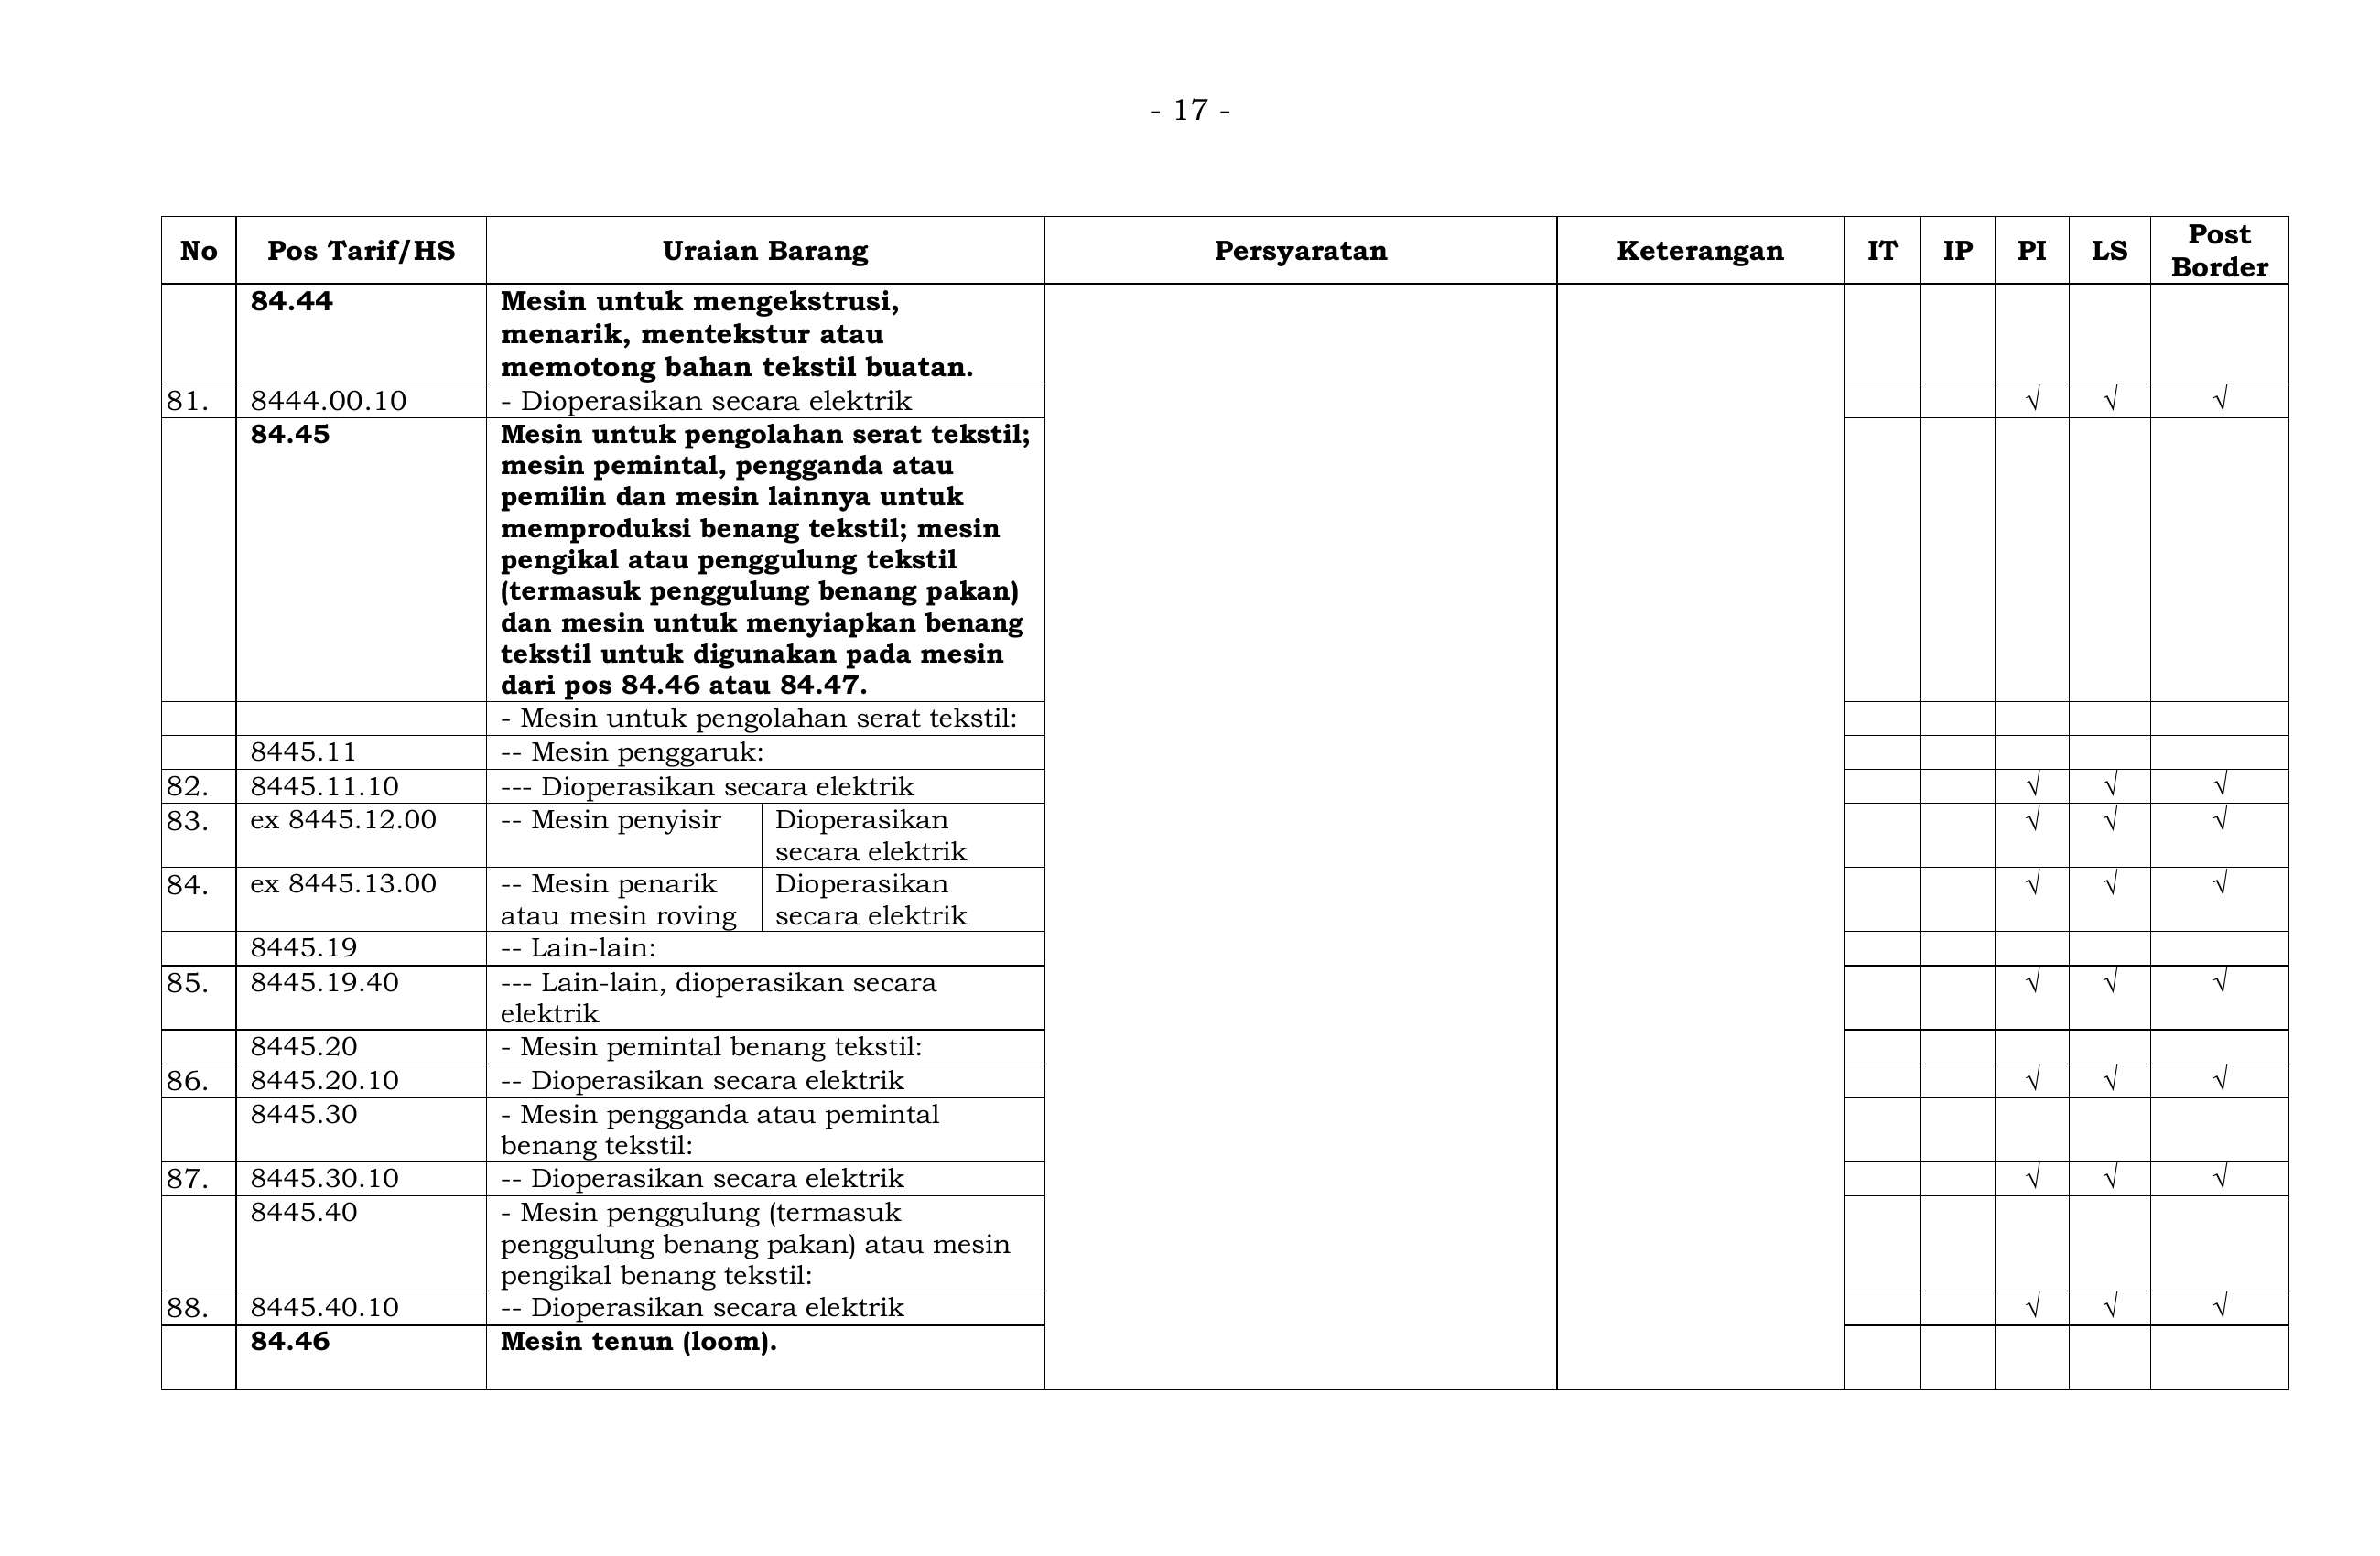 - 17 -
No Pos Tarif/HS Uraian Barang Persyaratan Keterangan IT IP PI LS Post Border
84.44 Mesin untuk mengekstrusi,
menarik, mentekstur atau
memotong bahan tekstil buatan.
81. 8444.00.10 - Dioperasikan secara elektrik √ √ √
84.45 Mesin untuk pengolahan serat tekstil;
mesin pemintal, pengganda atau
pemilin dan mesin lainnya untuk
memproduksi benang tekstil; mesin
pengikal atau penggulung tekstil
(termasuk penggulung benang pakan)
dan mesin untuk menyiapkan benang
tekstil untuk digunakan pada mesin
dari pos 84.46 atau 84.47.
- Mesin untuk pengolahan serat tekstil:
8445.11 -- Mesin penggaruk:
82. 8445.11.10 --- Dioperasikan secara elektrik √ √ √
83. ex 8445.12.00 -- Mesin penyisir Dioperasikan √ √ √
secara elektrik
84. ex 8445.13.00 -- Mesin penarik Dioperasikan √ √ √
atau mesin roving secara elektrik
8445.19 -- Lain-lain:
85. 8445.19.40 --- Lain-lain, dioperasikan secara √ √ √
elektrik
8445.20 - Mesin pemintal benang tekstil:
86. 8445.20.10 -- Dioperasikan secara elektrik √ √ √
8445.30 - Mesin pengganda atau pemintal
benang tekstil:
87. 8445.30.10 -- Dioperasikan secara elektrik √ √ √
8445.40 - Mesin penggulung (termasuk
penggulung benang pakan) atau mesin
pengikal benang tekstil:
88. 8445.40.10 -- Dioperasikan secara elektrik √ √ √
84.46 Mesin tenun (loom).